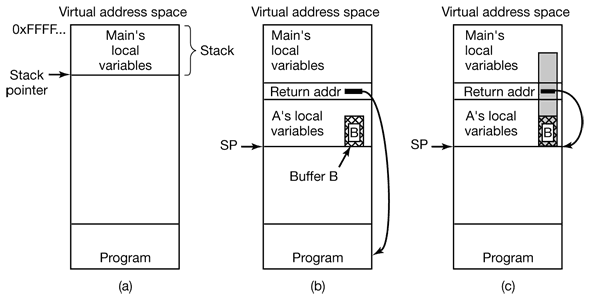 Virtual address space
0xFFFF...
Main's
local
variables
Stack
Stack
pointer
Program
(a)
Virtual address space
Main's
local
variables
Return addr
A's local
variables
B
SP
Buffer B
Program
(b)
Virtual address space
Main's
local
variables
Return addr
A's local
variables
B
SP
Program
(c)